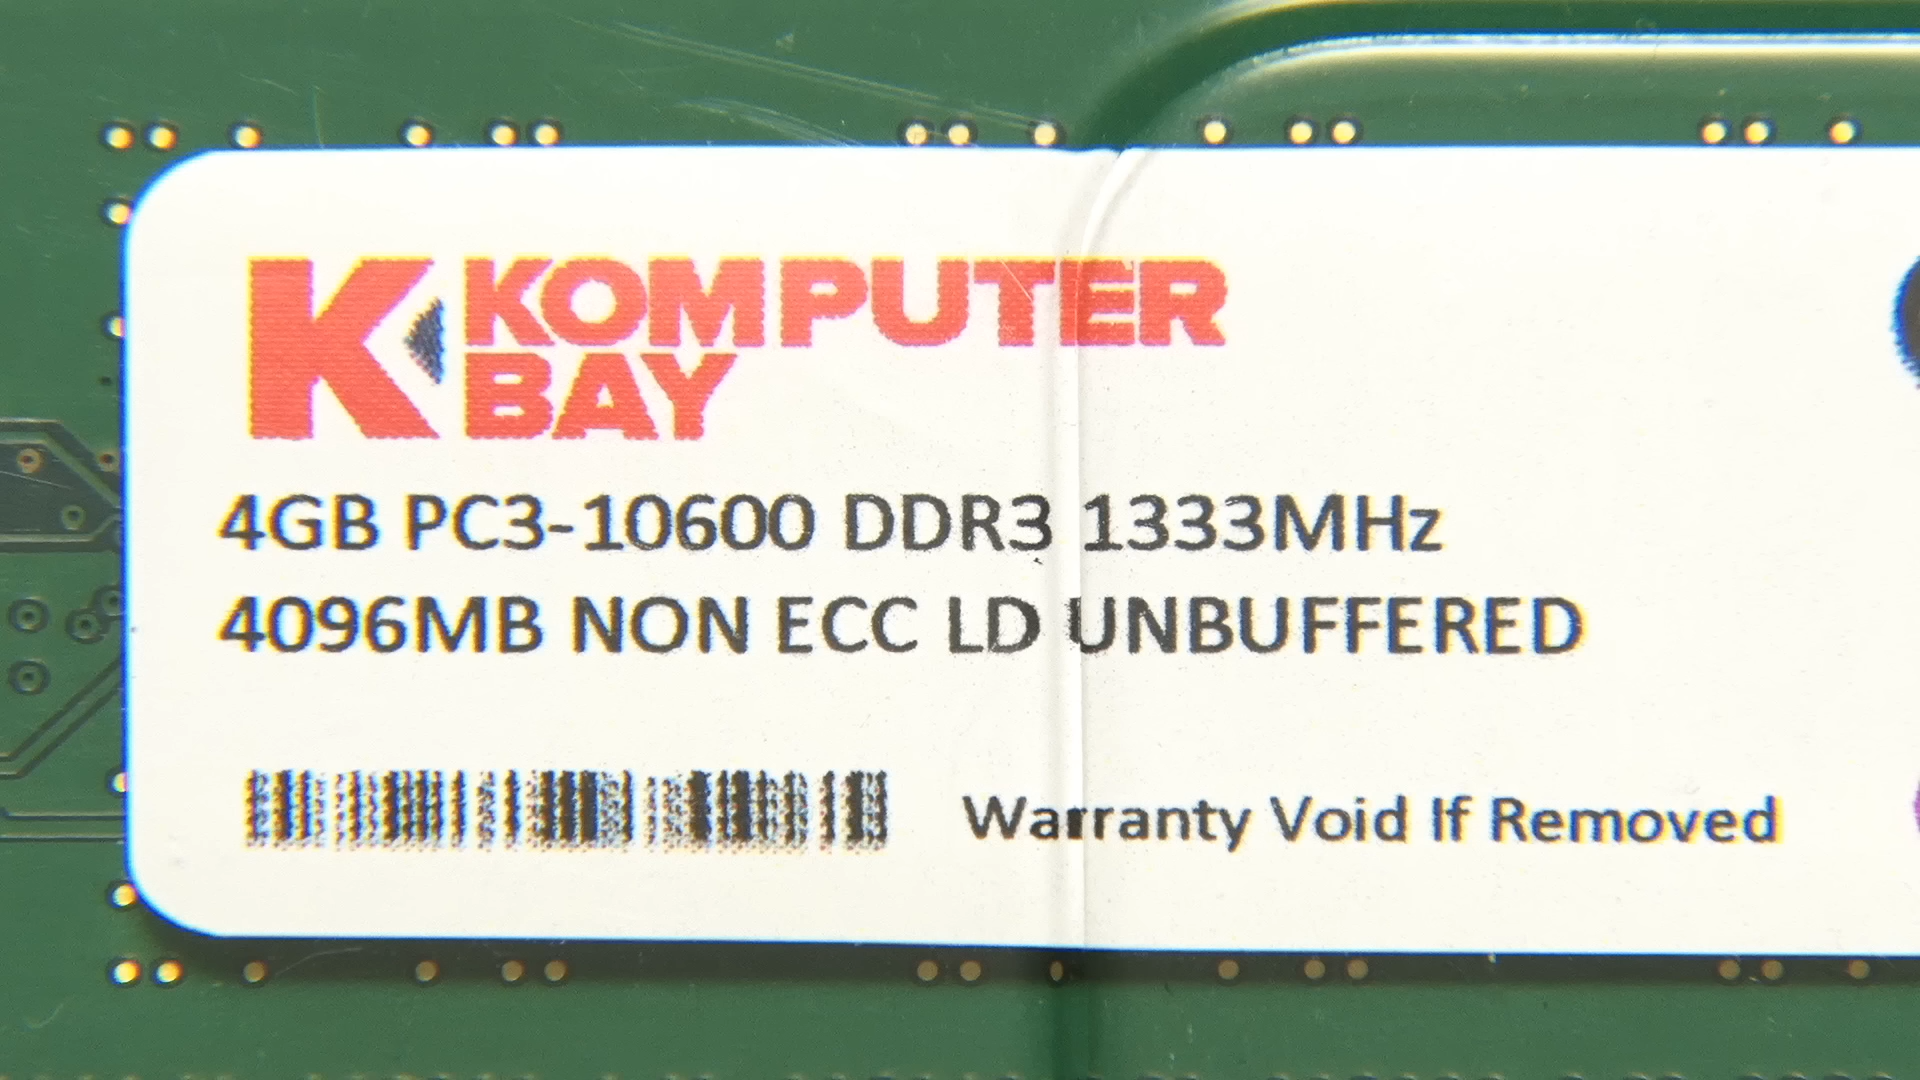 K KOMPUTER
BAY
4GB PC3-10600 DDR3 1333MHz
4096MB NON ECC LD UNBUFFERED
Warranty Void If Removed